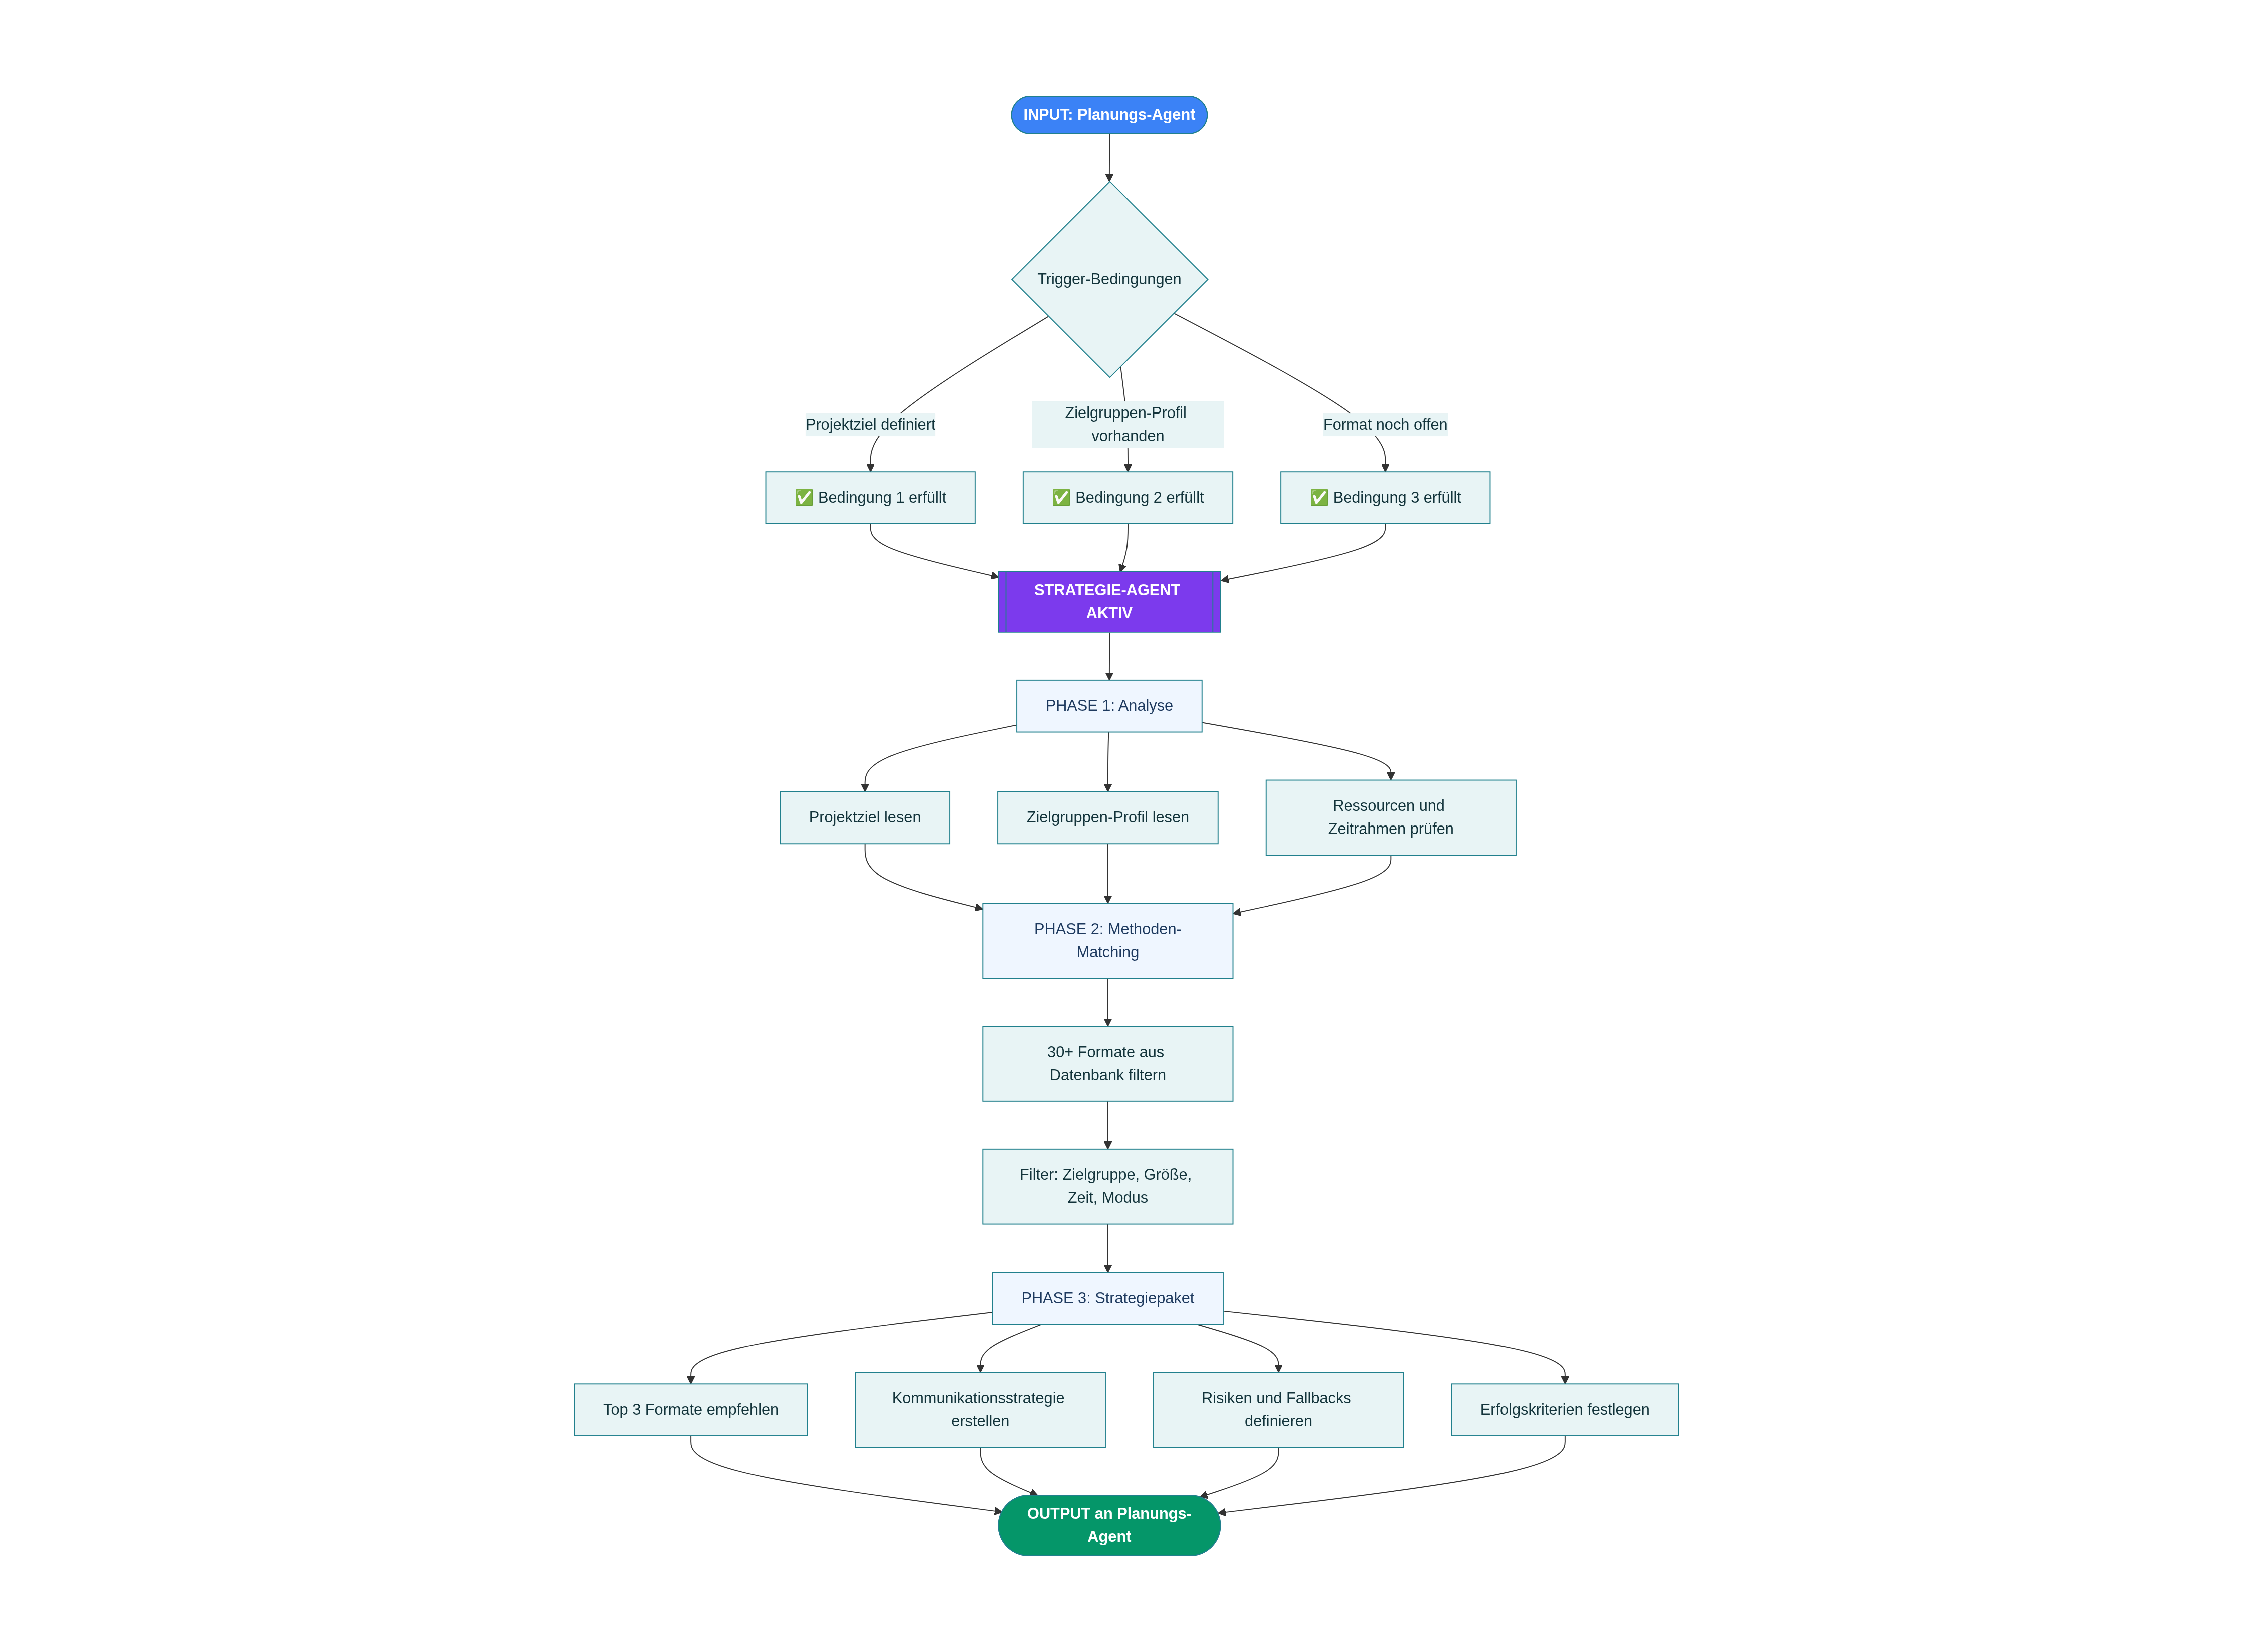 INPUT: Planungs-Agent
Trigger-Bedingungen
Projektziel definiert
Zielgruppen-Profil
vorhanden
Format noch offen
✅ Bedingung 1 erfüllt
✅ Bedingung 2 erfüllt
✅ Bedingung 3 erfüllt
STRATEGIE-AGENT
AKTIV
PHASE 1: Analyse
Projektziel lesen
Zielgruppen-Profil lesen
Ressourcen und
Zeitrahmen prüfen
PHASE 2: Methoden-
Matching
30+ Formate aus
Datenbank filtern
Filter: Zielgruppe, Größe,
Zeit, Modus
PHASE 3: Strategiepaket
Top 3 Formate empfehlen
Kommunikationsstrategie
erstellen
Risiken und Fallbacks
definieren
Erfolgskriterien festlegen
OUTPUT an Planungs-
Agent